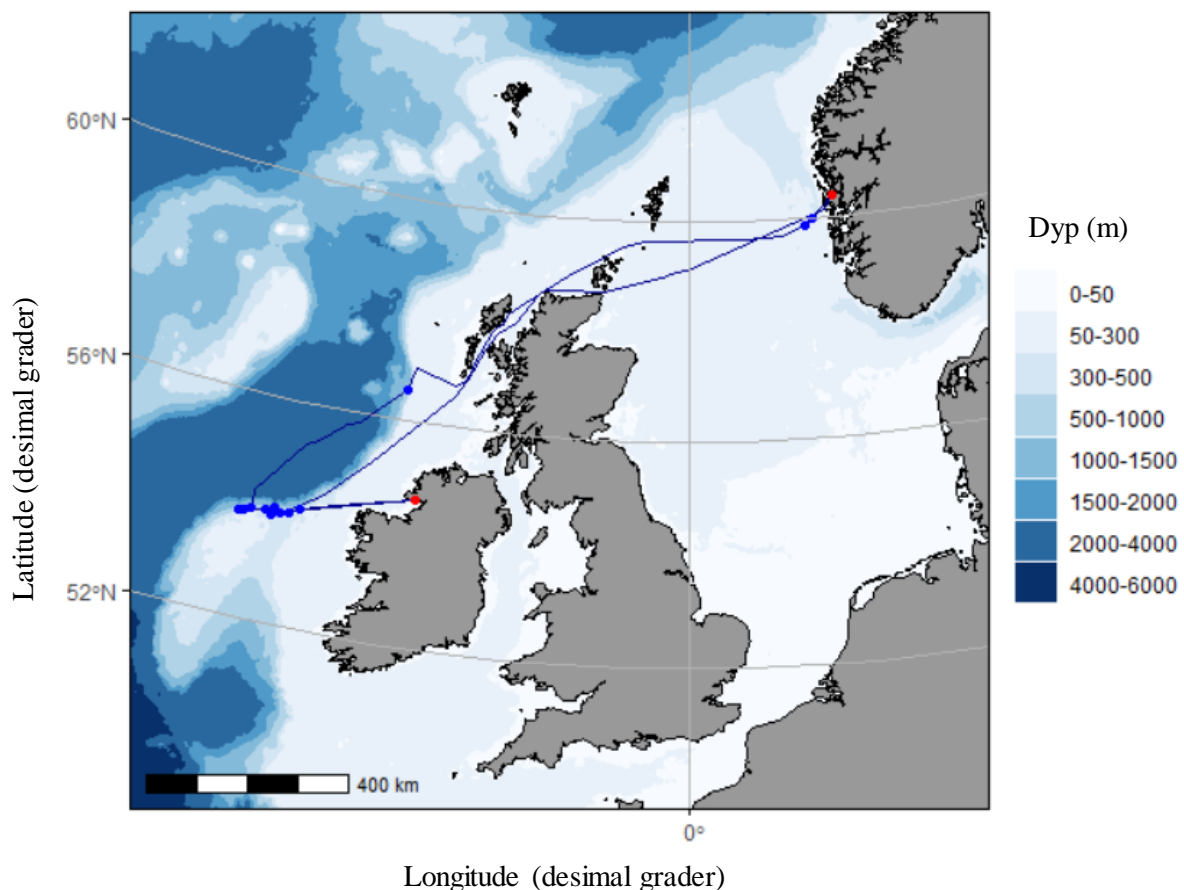 60°N
56°N
52°N
Latitude (desimal grader)
400 km
0°
Longitude (desimal grader)
Dyp (m)
0-50
50-300
300-500
500-1000
1000-1500
1500-2000
2000-4000
4000-6000